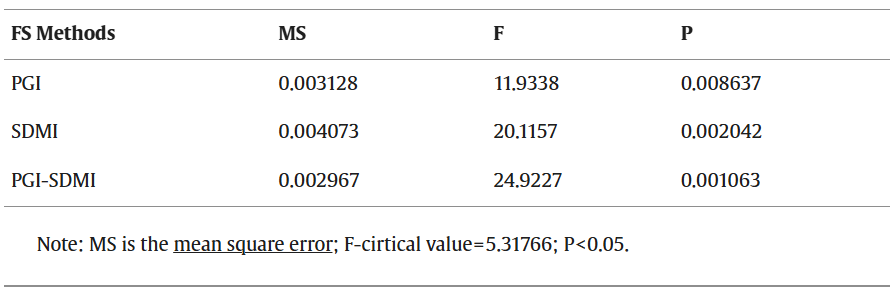 FS Methods MS F P
PGI 0.003128 11.9338 0.008637
SDMI 0.004073 20.1157 0.002042
PGI-SDMI 0.002967 24.9227 0.001063
Note: MS is the mean square error; F-cirtical value=5.31766; P<0.05.